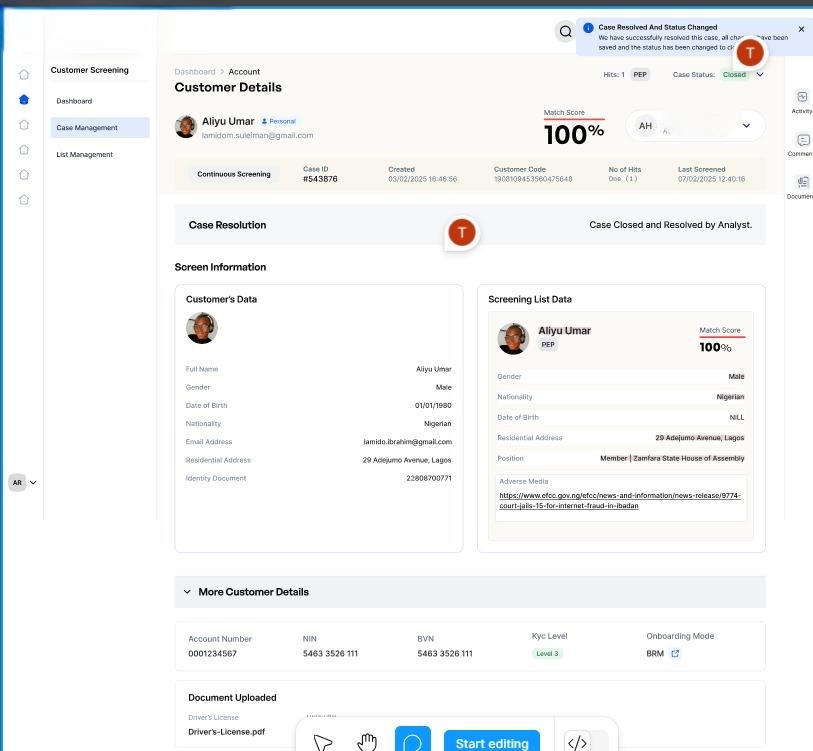 Case Resolved And Status Changed
We have successfully resolved this case, all have been
saved and the status has been changed to
T
Customer Screening
Dashboard
Case Management
List Management
AR
Dashboard > Account
Hits: 1 PEP Case Status: Closed
Customer Details
Aliyu Umar Personal
lamidom.suleiman@gmail.com
Match Score
100%
AH
Activity
Commen
Documen
Continuous Screening
Case ID
#543876
Created
03/02/2025 16:46:56
Customer Code
1908109453560475648
No of Hits
One (1)
Last Screened
07/02/2025 12:40:16
Case Resolution
T
Case Closed and Resolved by Analyst.
Screen Information
Customer's Data
Full Name Aliyu Umar
Gender Male
Date of Birth 01/01/1980
Nationality Nigerian
Email Address lamido.ibrahim@gmail.com
Residential Address 29 Adejumo Avenue, Lagos
Identity Document 22808700771
Screening List Data
Aliyu Umar
PEP
Match Score
100%
Gender Male
Nationality Nigerian
Date of Birth NILL
Residential Address 29 Adejumo Avenue, Lagos
Position Member | Zamfara State House of Assembly
Adverse Media
https://www.efcc.gov.ng/efcc/news-and-information/news-release/9774-
court-jails-15-for-internet-fraud-in-ibadan
More Customer Details
Account Number
0001234567
NIN
5463 3526 111
BVN
5463 3526 111
Kyc Level
Level 3
Onboarding Mode
BRM
Document Uploaded
Driver's License
Driver's-License.pdf
Start editing